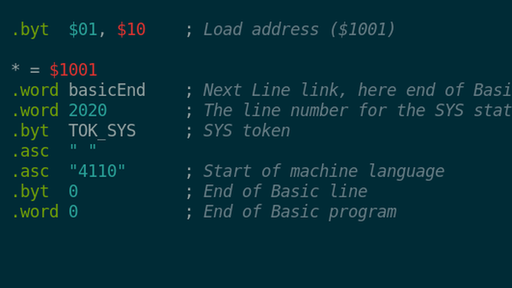 .byt $01, $10 ; Load address ($1001)
* = $1001
.word basicEnd ; Next Line link, here end of Basi
.word 2020 ; The line number for the SYS stat
.byt TOK_SYS ; SYS token
.asc " "
.asc "4110" ; Start of machine language
.byt 0 ; End of Basic line
.word 0 ; End of Basic program